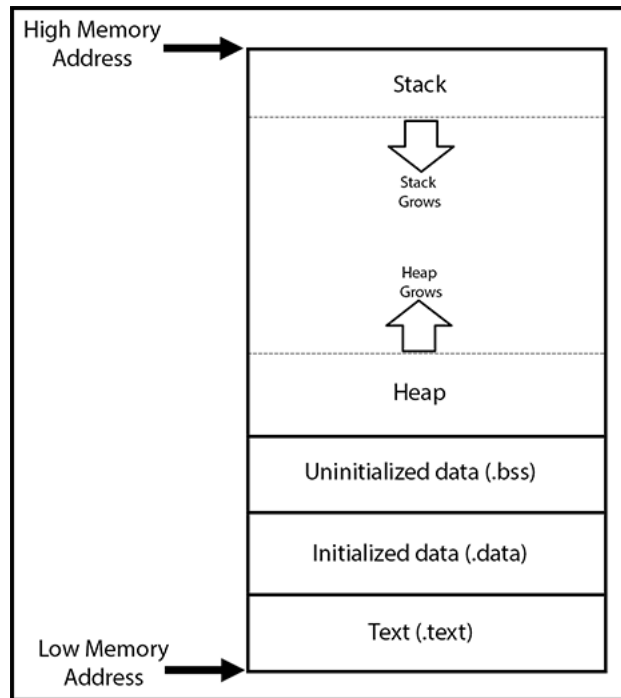 High Memory
Address
Stack
Stack
Grows
Heap
Grows
Heap
Uninitialized data (.bss)
Initialized data (.data)
Text (.text)
Low Memory
Address